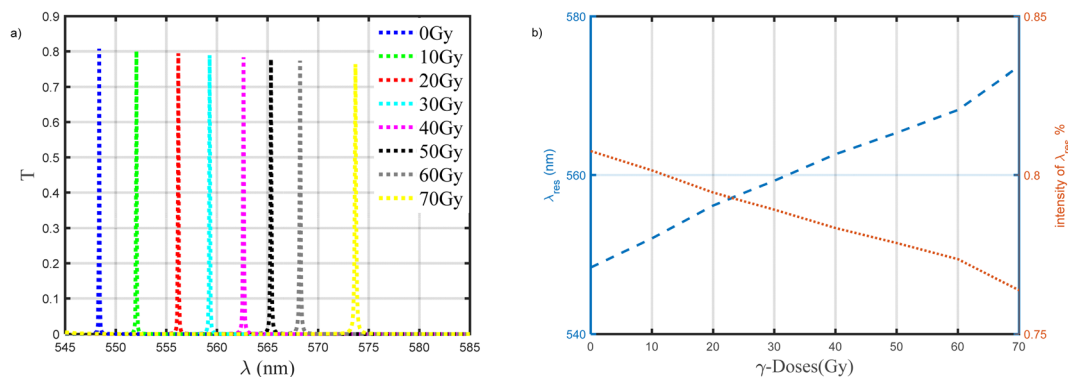 a)
0.9
0.8
0.7
0.6
0.5
0.4
0.3
0.2
0.1
0
T
545 550 555 560 565 570 575 580 585
λ (nm)
0Gy
10Gy
20Gy
30Gy
40Gy
50Gy
60Gy
70Gy
b)
580
560
540
λres (nm)
0 10 20 30 40 50 60 70
γ-Doses(Gy)
0.85
0.8
0.75
intensity of λres %